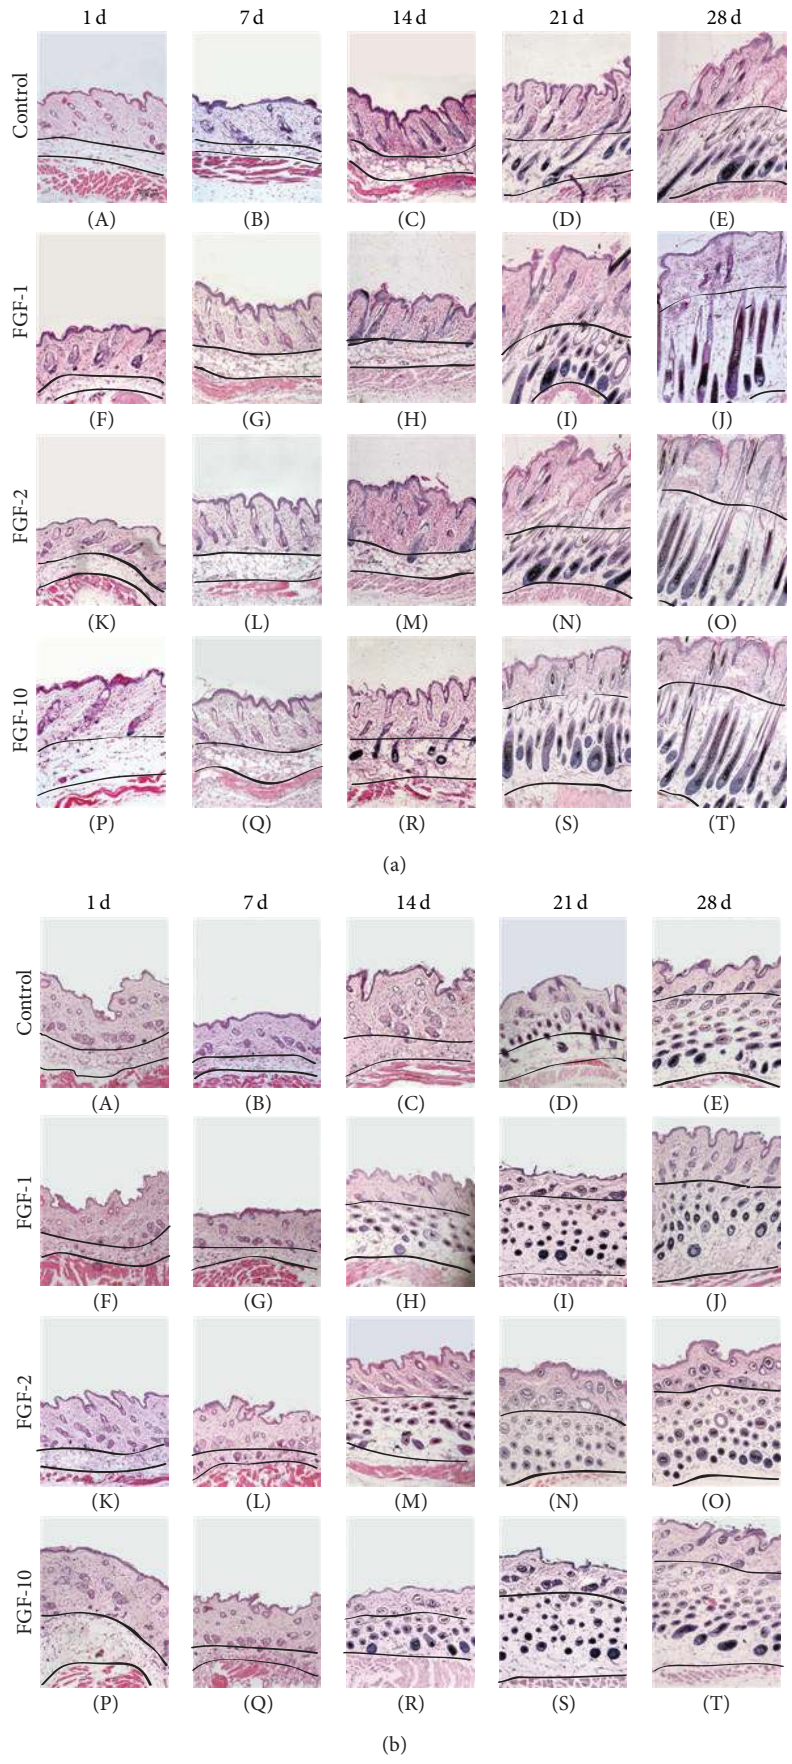 1 d 7 d 14 d 21 d 28 d
Control
(A) (B) (C) (D) (E)
FGF-1
(F) (G) (H) (I) (J)
FGF-2
(K) (L) (M) (N) (O)
FGF-10
(P) (Q) (R) (S) (T)
(a)
1 d 7 d 14 d 21 d 28 d
Control
(A) (B) (C) (D) (E)
FGF-1
(F) (G) (H) (I) (J)
FGF-2
(K) (L) (M) (N) (O)
FGF-10
(P) (Q) (R) (S) (T)
(b)